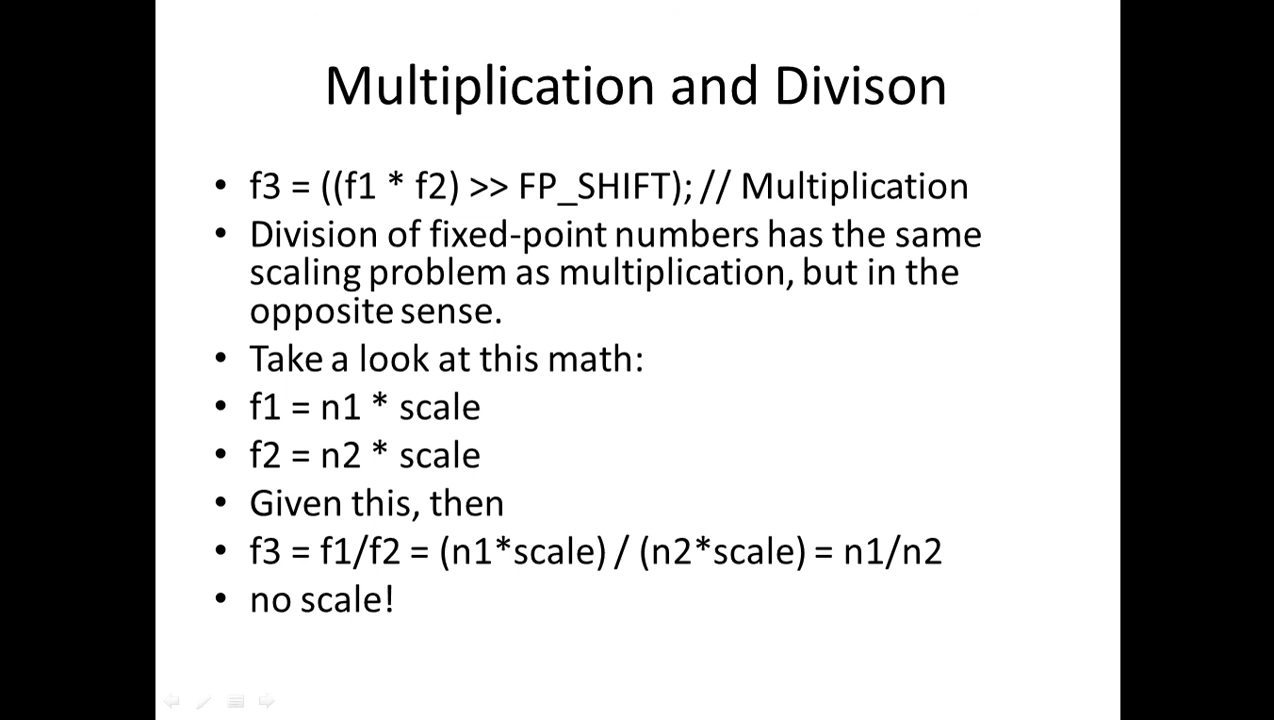 Multiplication and Divison
• f3 = ((f1 * f2) >> FP_SHIFT); // Multiplication
• Division of fixed-point numbers has the same
scaling problem as multiplication, but in the
opposite sense.
• Take a look at this math:
• f1 = n1 * scale
• f2 = n2 * scale
• Given this, then
• f3 = f1/f2 = (n1*scale) / (n2*scale) = n1/n2
• no scale!